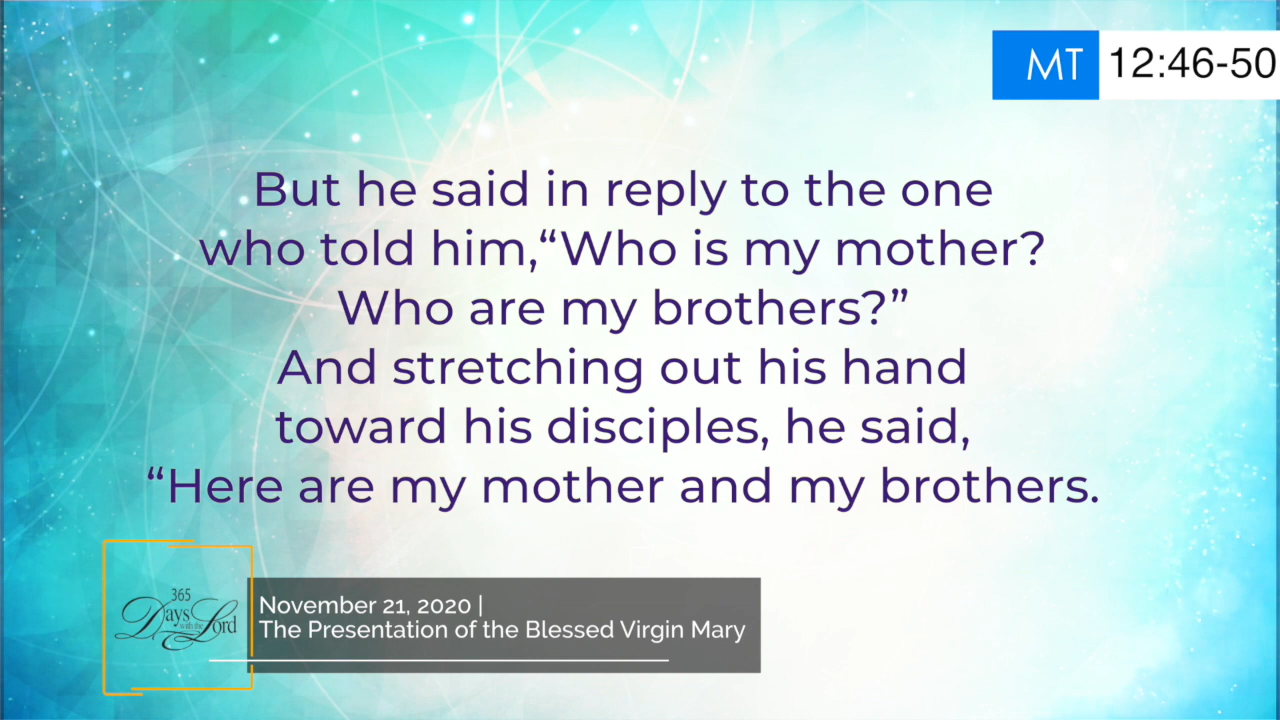 MT 12:46-50
But he said in reply to the one
who told him,“Who is my mother?
Who are my brothers?”
And stretching out his hand
toward his disciples, he said,
“Here are my mother and my brothers.
365
Days with the Lord
November 21, 2020 |
The Presentation of the Blessed Virgin Mary